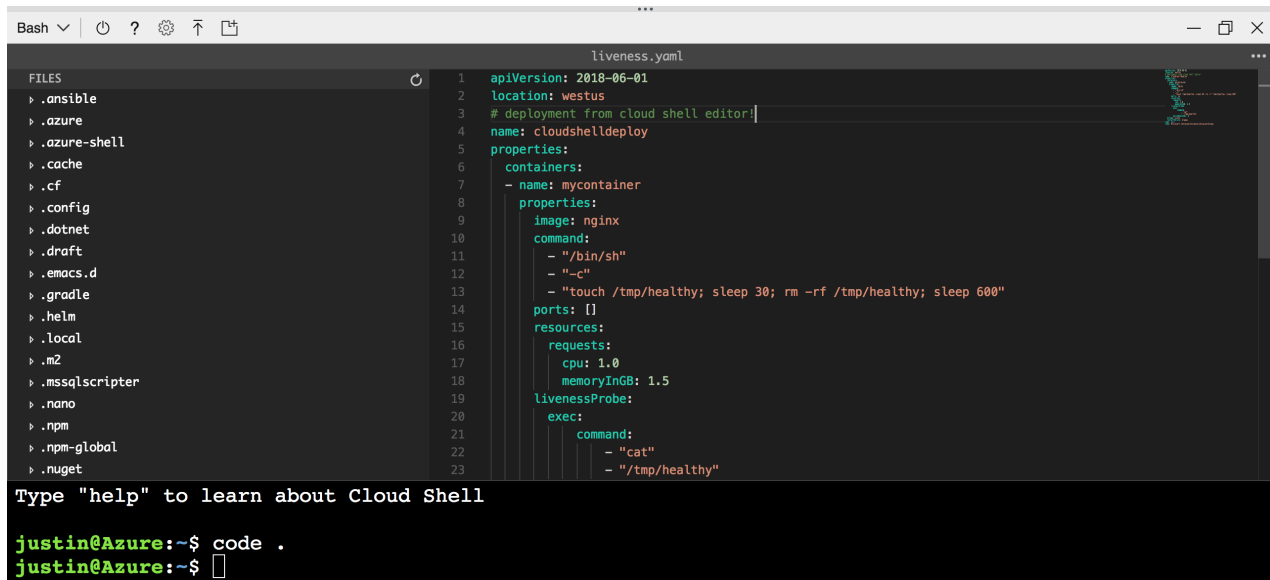 Bash
liveness.yaml
FILES
.ansible
.azure
.azure-shell
.cache
.cf
.config
.dotnet
.draft
.emacs.d
.gradle
.helm
.local
.m2
.mssqlscripter
.nano
.npm
.npm-global
.nuget
1 apiVersion: 2018-06-01
2 location: westus
3 # deployment from cloud shell editor!
4 name: cloudshelldeploy
5 properties:
6 containers:
7 - name: mycontainer
8 properties:
9 image: nginx
10 command:
11 - "/bin/sh"
12 - "-c"
13 - "touch /tmp/healthy; sleep 30; rm -rf /tmp/healthy; sleep 600"
14 ports: []
15 resources:
16 requests:
17 cpu: 1.0
18 memoryInGB: 1.5
19 livenessProbe:
20 exec:
21 command:
22 - "cat"
23 - "/tmp/healthy"
Type "help" to learn about Cloud Shell
justin@Azure:~$ code .
justin@Azure:~$